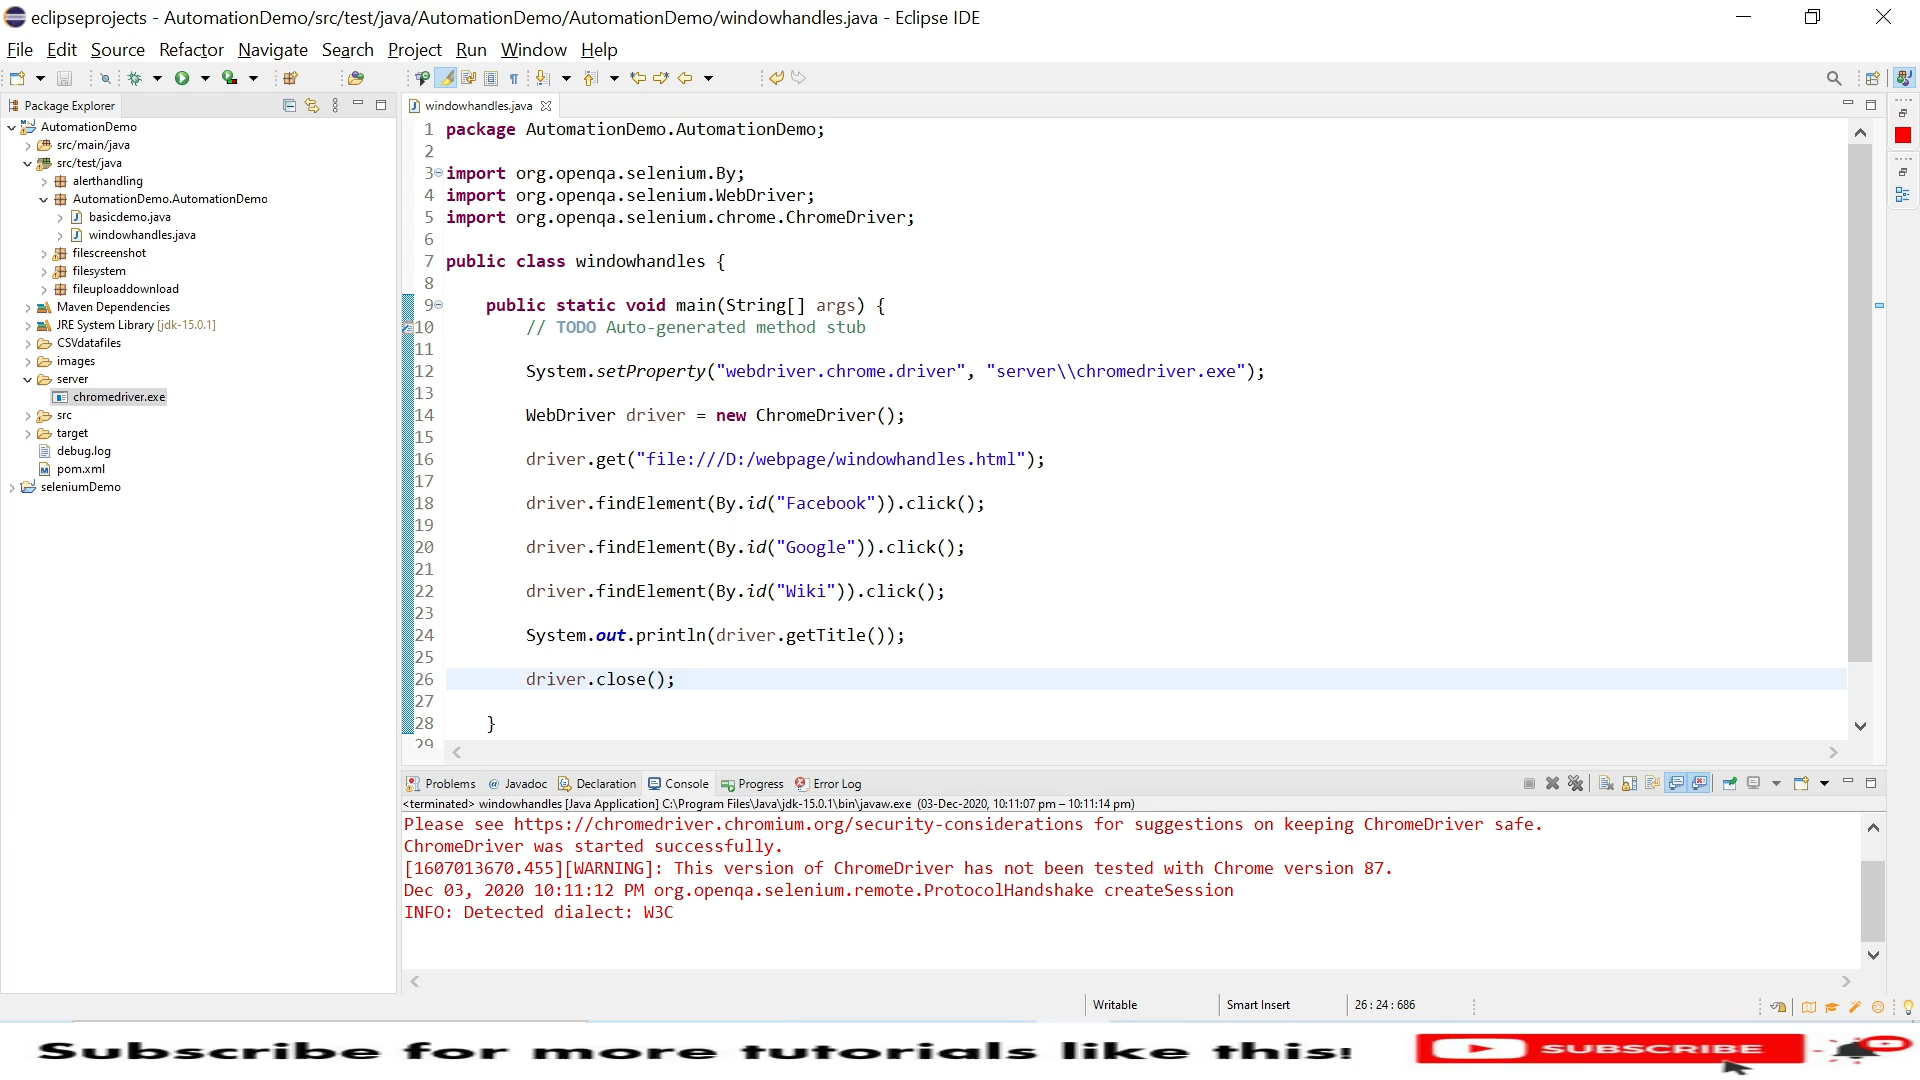 eclipseprojects - AutomationDemo/src/test/java/AutomationDemo/AutomationDemo/windowhandles.java - Eclipse IDE
File Edit Source Refactor Navigate Search Project Run Window Help
Package Explorer
AutomationDemo
src/main/java
src/test/java
alerthandling
AutomationDemo.AutomationDemo
basicdemo.java
windowhandles.java
filescreenshot
filesystem
fileuploaddownload
Maven Dependencies
JRE System Library [jdk-15.0.1]
CSVdatafiles
images
server
chromedriver.exe
src
target
debug.log
pom.xml
seleniumDemo
windowhandles.java
1 package AutomationDemo.AutomationDemo;
2
3 import org.openqa.selenium.By;
4 import org.openqa.selenium.WebDriver;
5 import org.openqa.selenium.chrome.ChromeDriver;
6
7 public class windowhandles {
8
9 public static void main(String[] args) {
10 // TODO Auto-generated method stub
11
12 System.setProperty("webdriver.chrome.driver", "server\\chromedriver.exe");
13
14 WebDriver driver = new ChromeDriver();
15
16 driver.get("file:///D:/webpage/windowhandles.html");
17
18 driver.findElement(By.id("Facebook")).click();
19
20 driver.findElement(By.id("Google")).click();
21
22 driver.findElement(By.id("Wiki")).click();
23
24 System.out.println(driver.getTitle());
25
26 driver.close();
27
28 }
29
Problems Javadoc Declaration Console Progress Error Log
<terminated> windowhandles [Java Application] C:\Program Files\Java\jdk-15.0.1\bin\javaw.exe (03-Dec-2020, 10:11:07 pm – 10:11:14 pm)
Please see https://chromedriver.chromium.org/security-considerations for suggestions on keeping ChromeDriver safe.
ChromeDriver was started successfully.
[1607013670.455][WARNING]: This version of ChromeDriver has not been tested with Chrome version 87.
Dec 03, 2020 10:11:12 PM org.openqa.selenium.remote.ProtocolHandshake createSession
INFO: Detected dialect: W3C
Writable Smart Insert 26 : 24 : 686
Subscribe for more tutorials like this! SUBSCRIBE